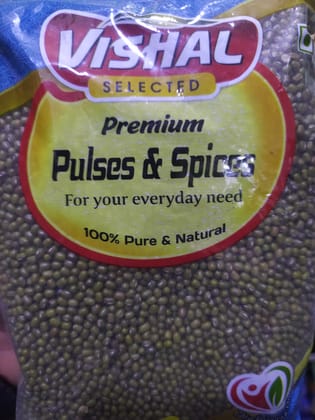 VISHAL
SELECTED
Premium
Pulses & Spices
For your everyday need
100% Pure & Natural